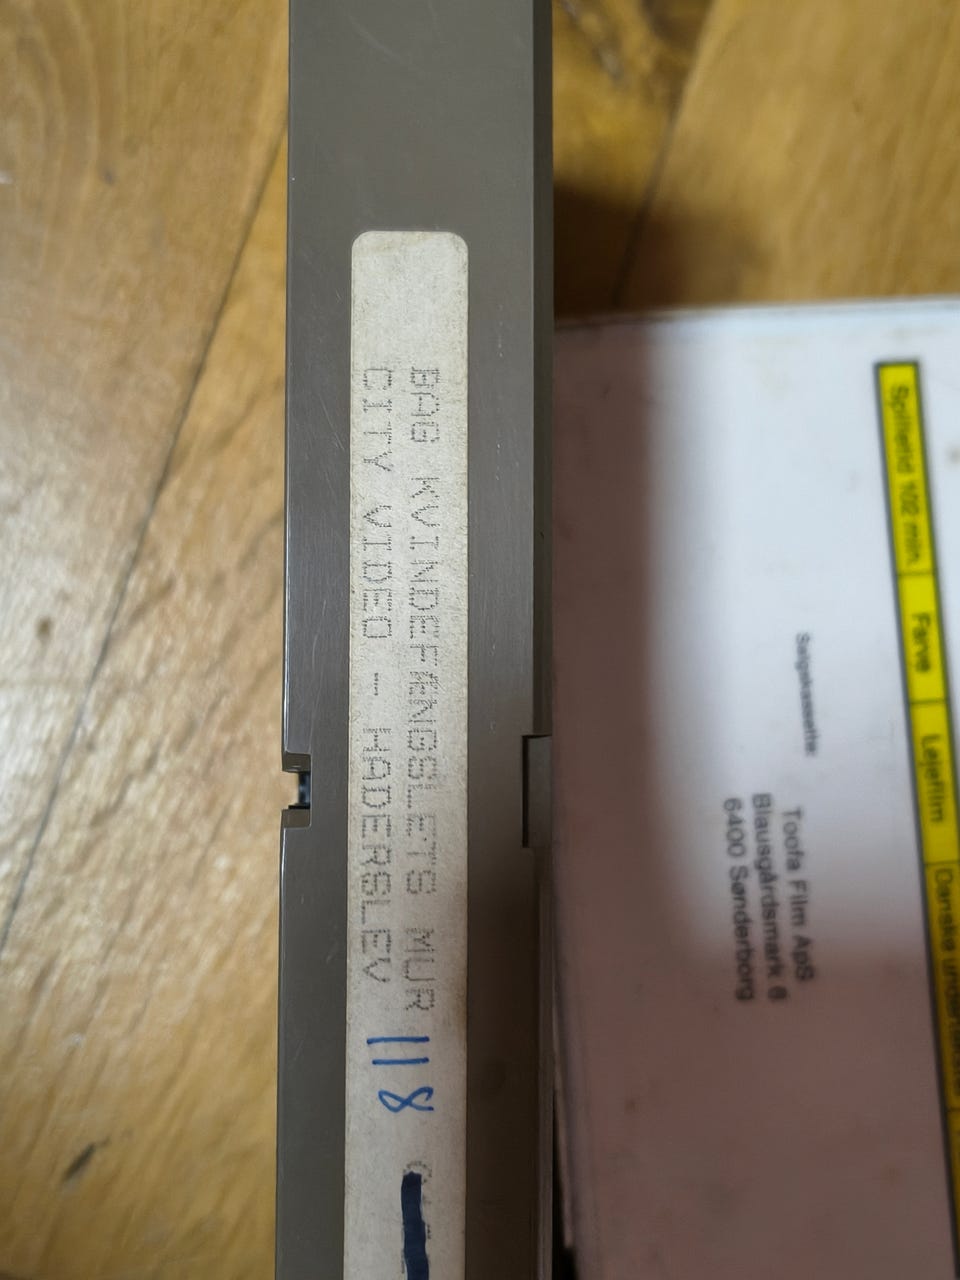 BAG KVINDEFÆNGSLETS MUR
CITY VIDEO - HADERSLEV
118
Spilletid 102 min.
Farve
Lejefilm
Danske
Salgskassette:
Toofa Film ApS
Blausgårdsmark 6
6400 Sønderborg